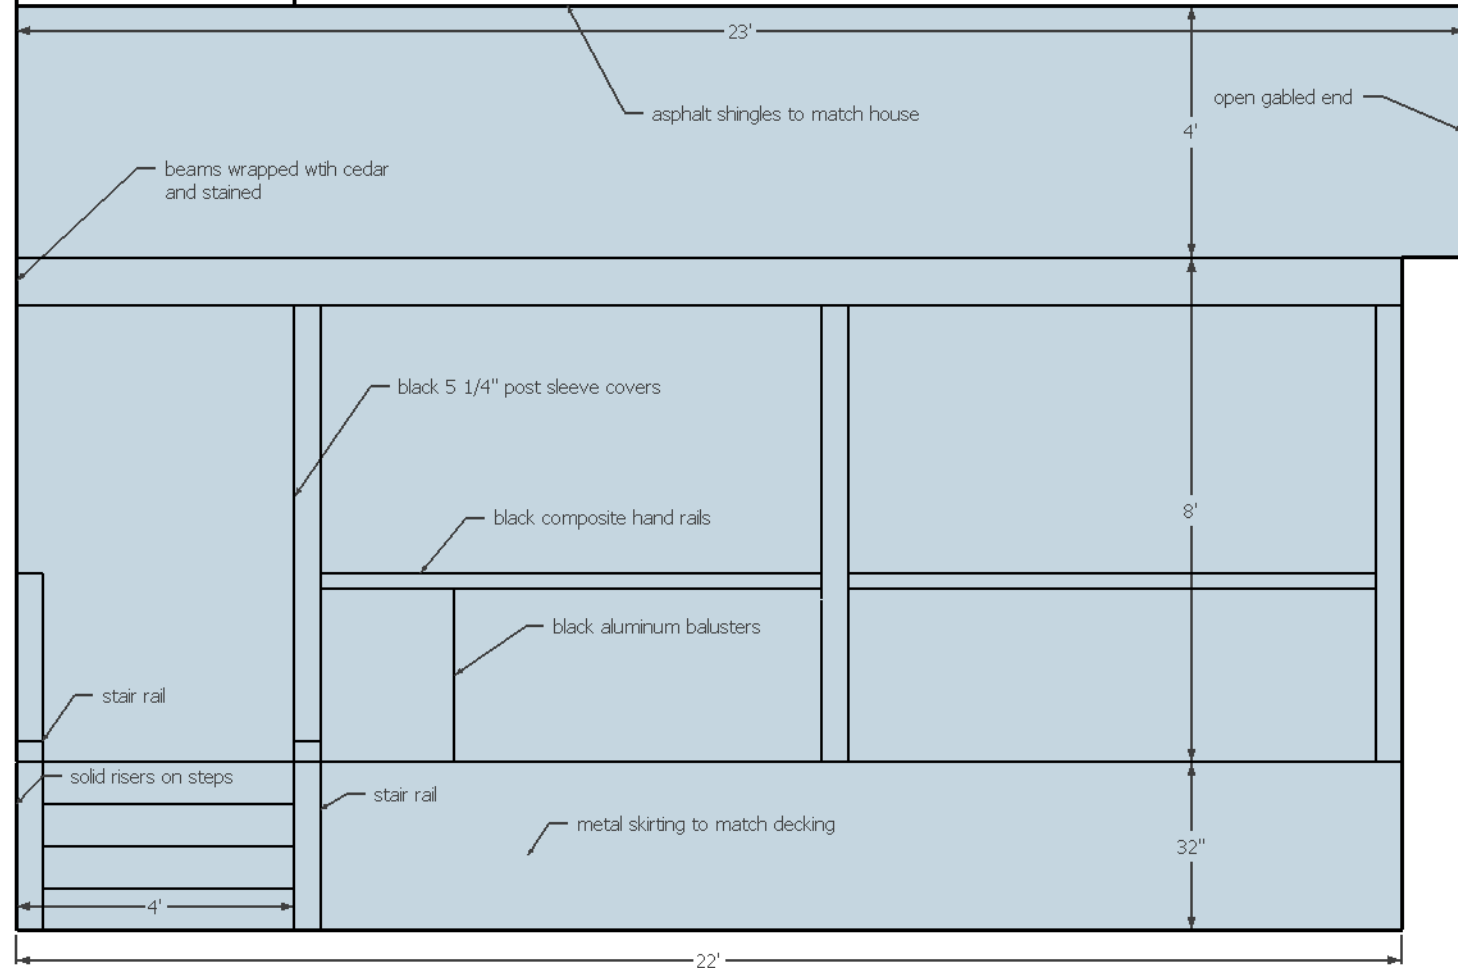 23'
asphalt shingles to match house
open gabled end
4'
beams wrapped wtih cedar
and stained
black 5 1/4" post sleeve covers
black composite hand rails
8'
black aluminum balusters
stair rail
solid risers on steps
stair rail
metal skirting to match decking
32"
4'
22'